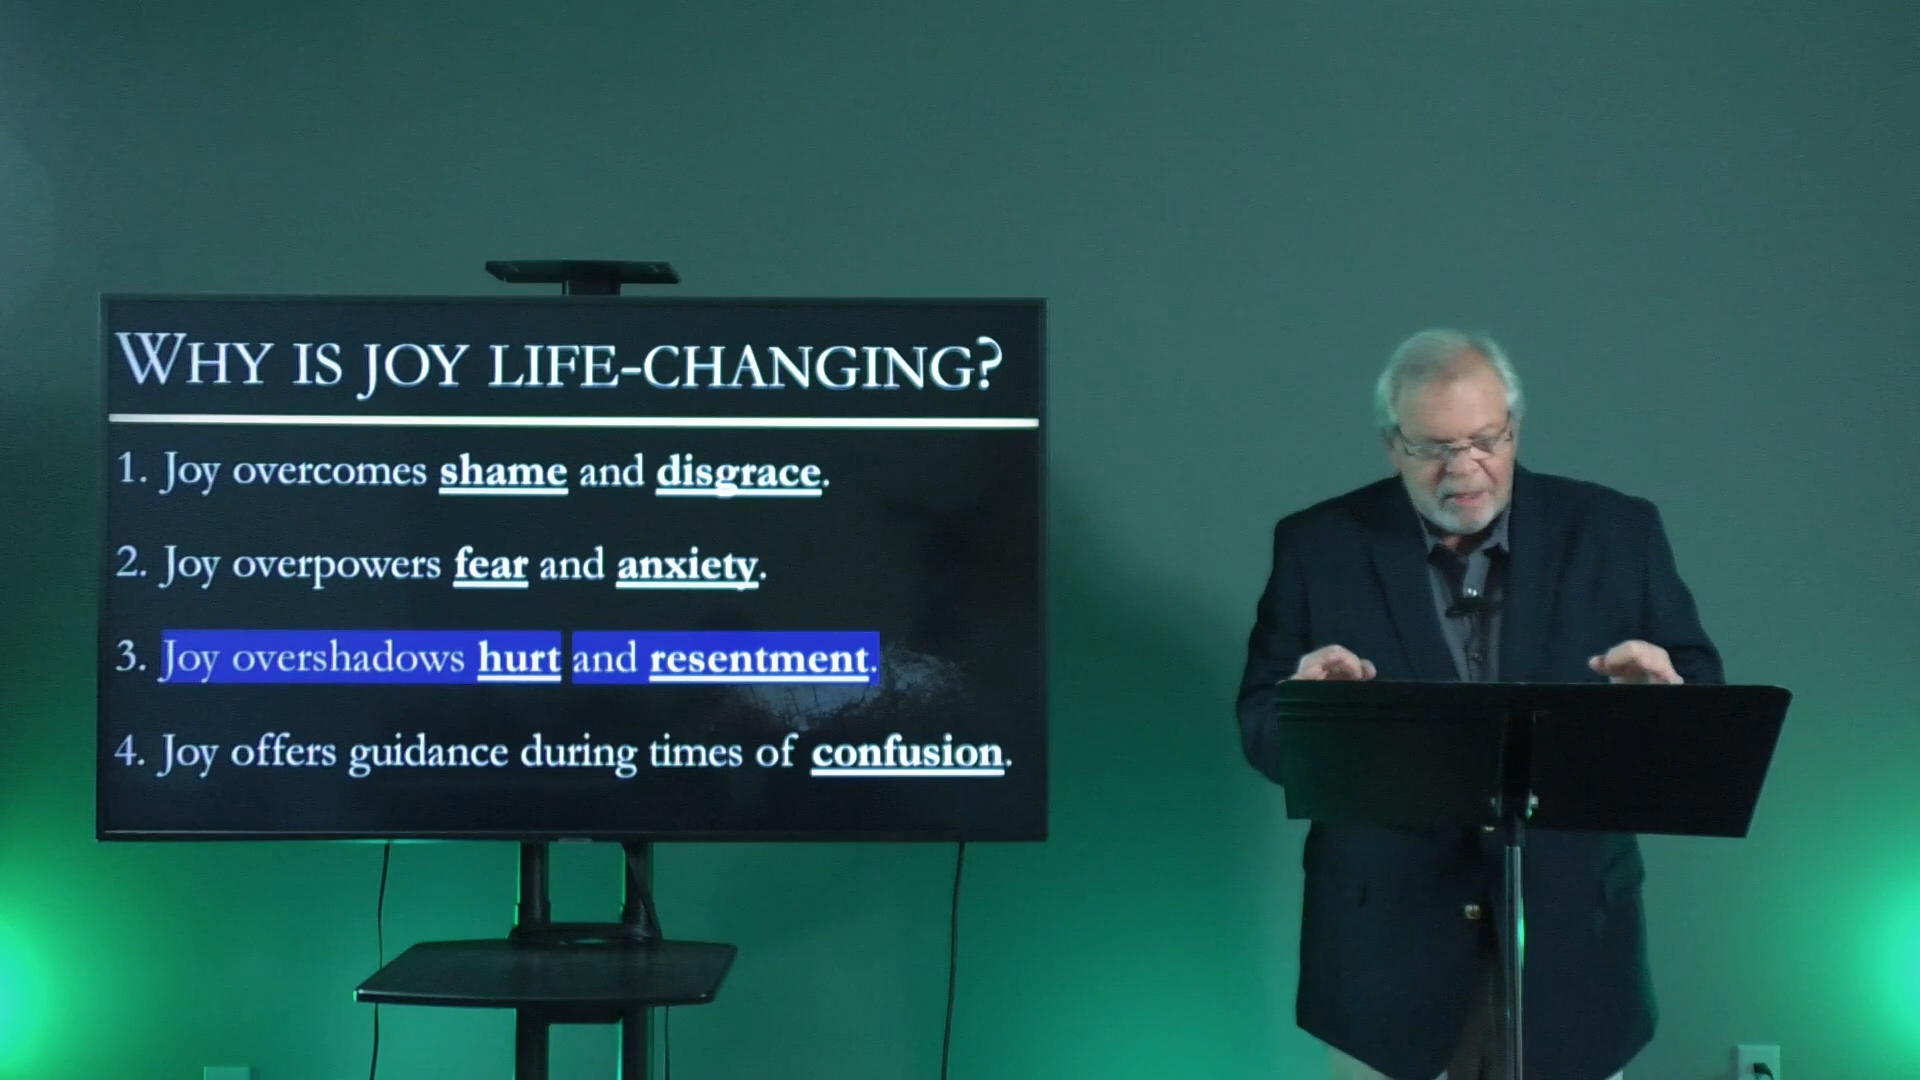 WHY IS JOY LIFE-CHANGING?
1. Joy overcomes shame and disgrace.
2. Joy overpowers fear and anxiety.
3. Joy overshadows hurt and resentment.
4. Joy offers guidance during times of confusion.